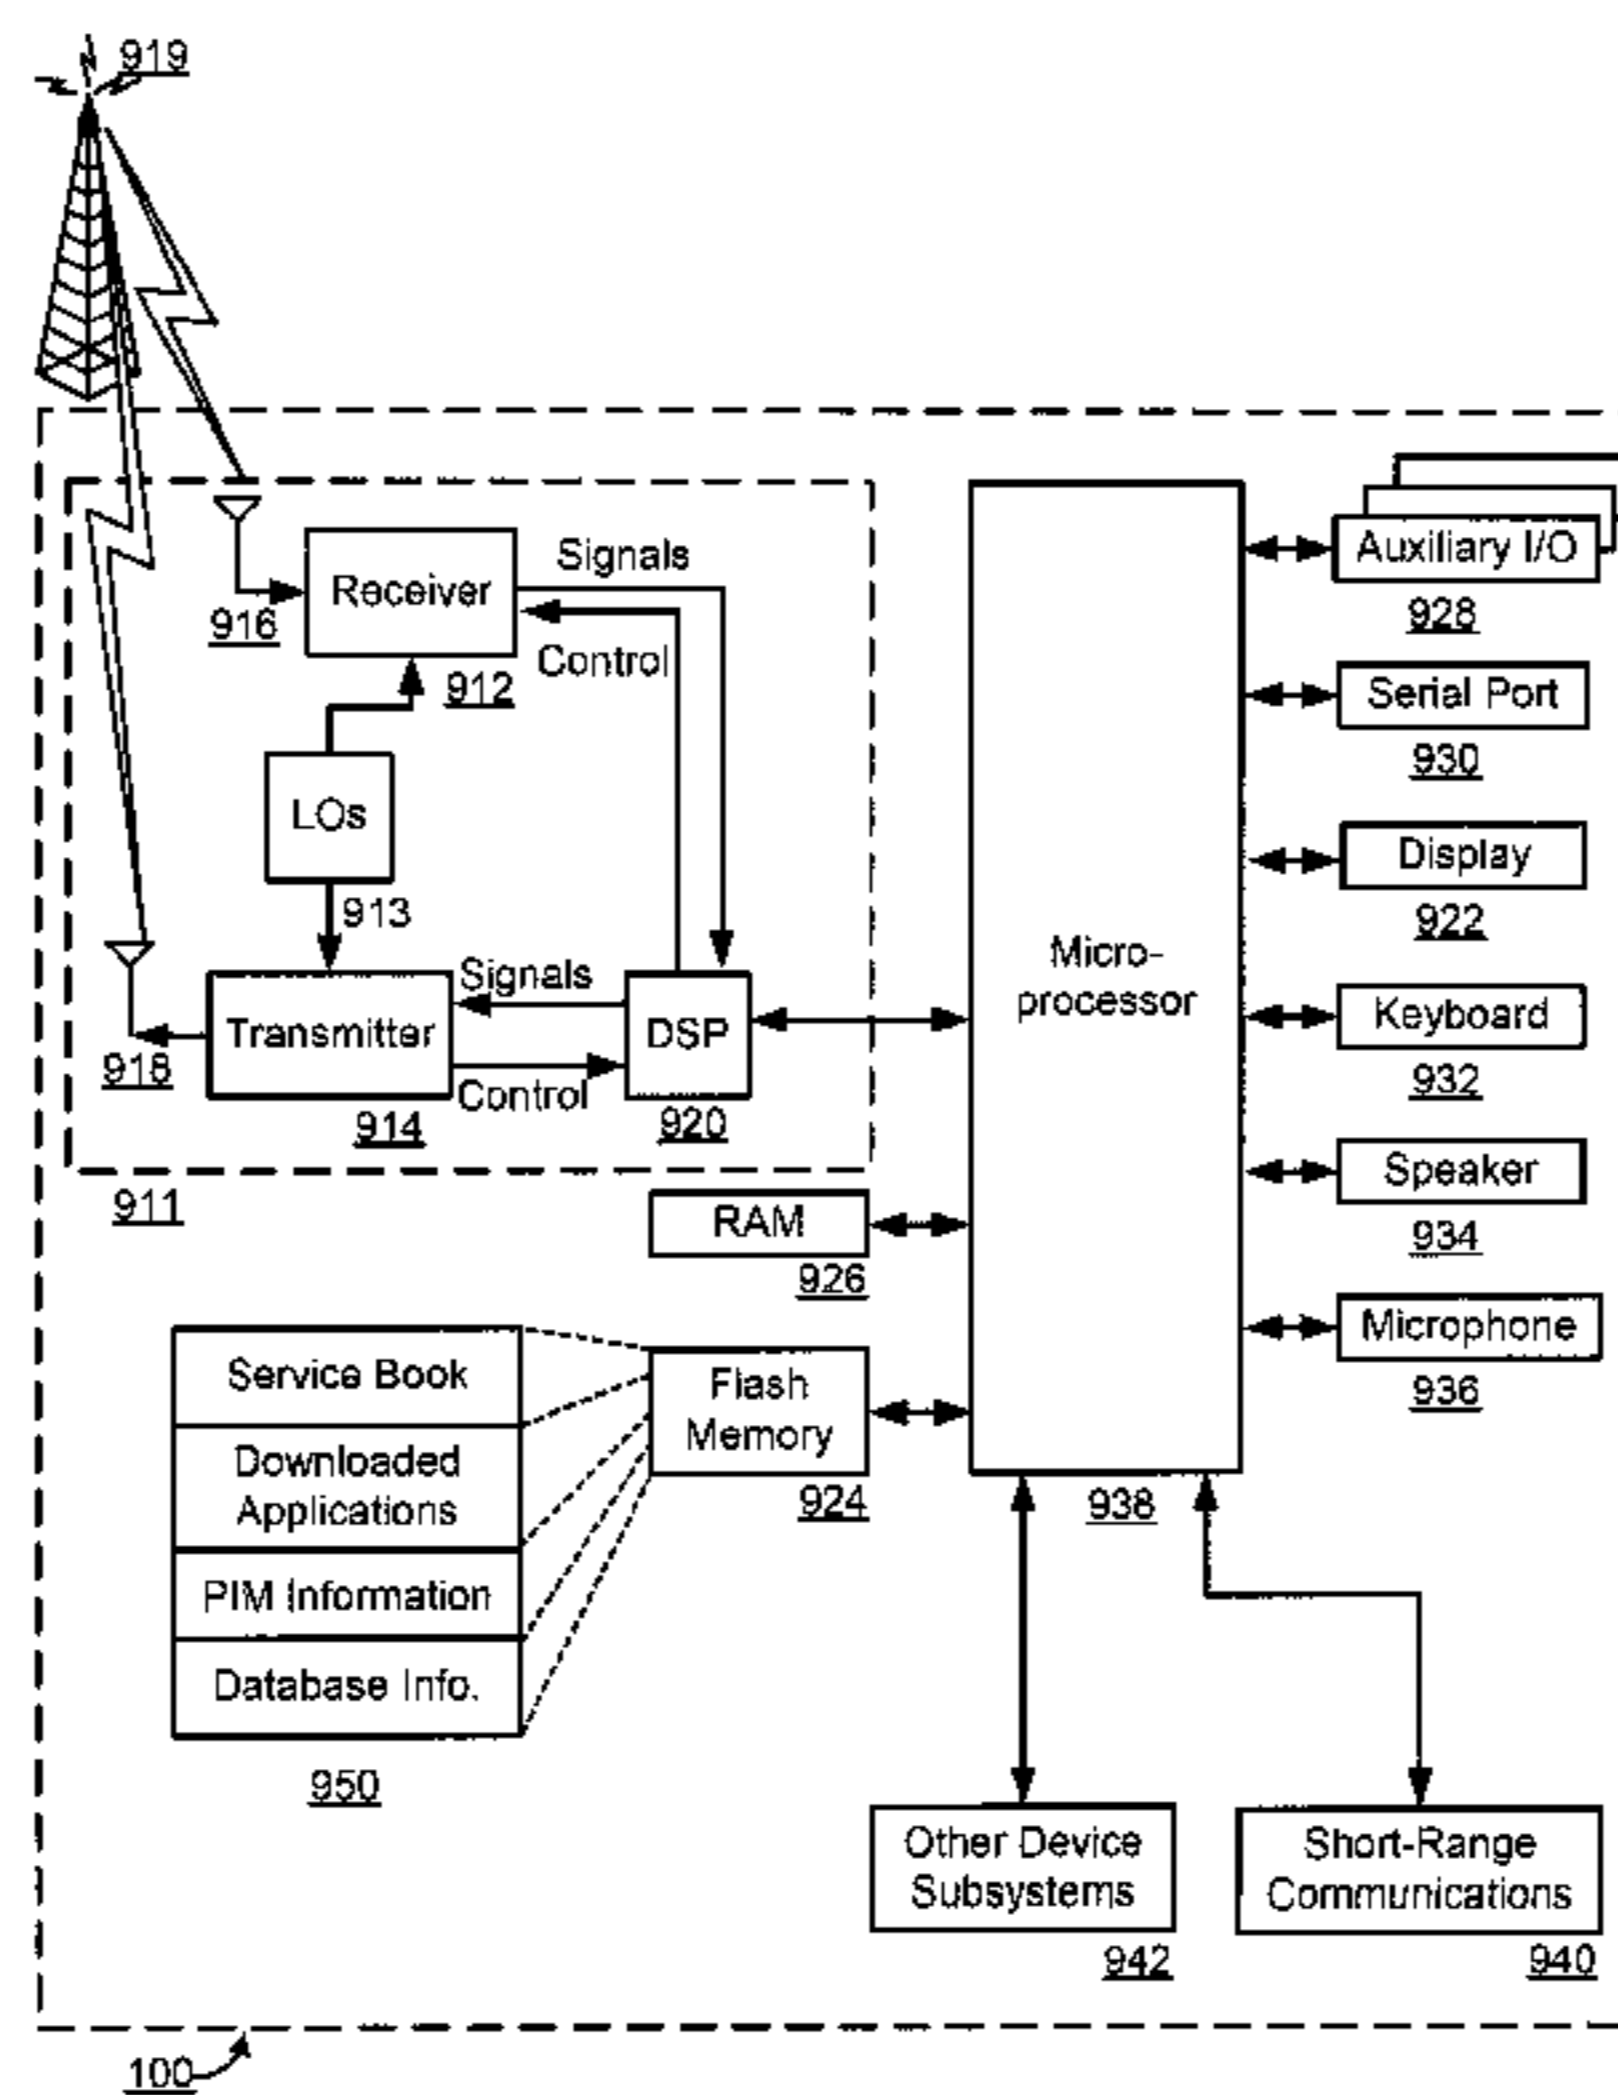 919
Receiver
Signals
916
Control
912
LOs
913
Signals
Transmitter
DSP
918
Control
914
920
911
Micro-
processor
938
Auxiliary I/O
928
Serial Port
930
Display
922
Keyboard
932
Speaker
934
Microphone
936
RAM
926
Flash
Memory
924
Service Book
Downloaded
Applications
PIM Information
Database Info.
950
Other Device
Subsystems
942
Short-Range
Communications
940
100